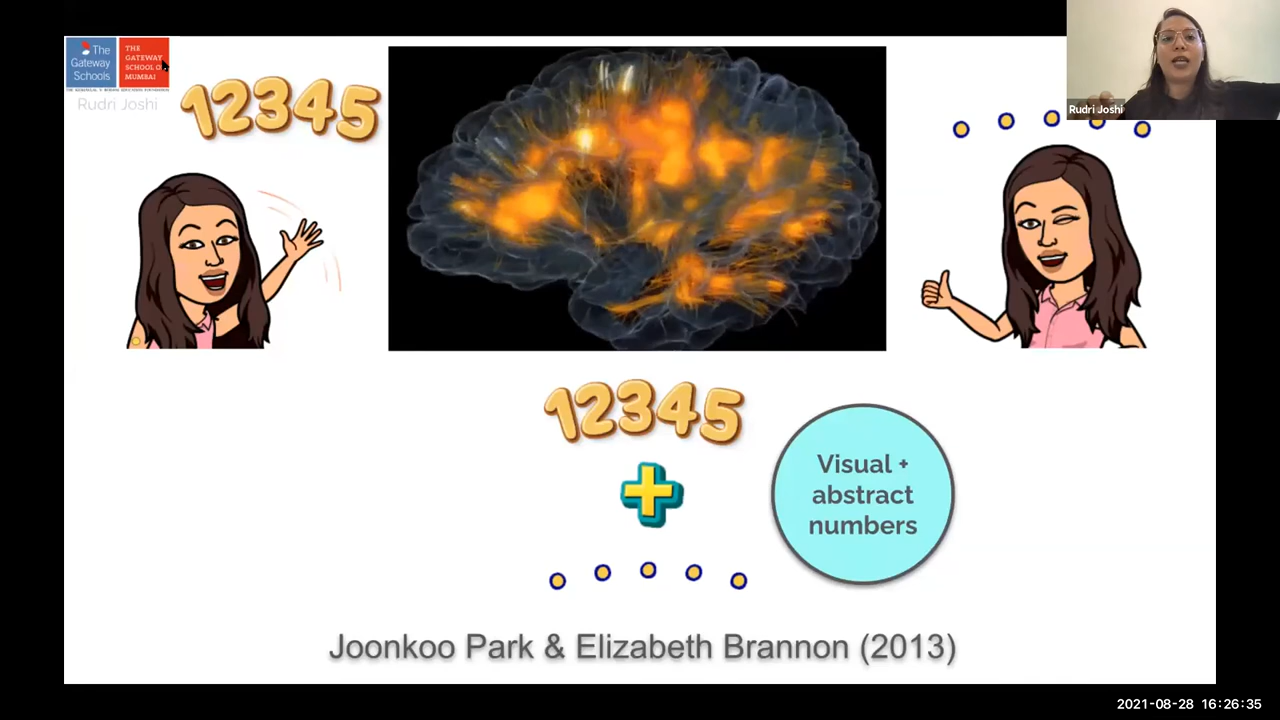 The
Gateway
Schools
THE
GATEWAY
SCHOOL OF
MUMBAI
Rudri Joshi
12345
Rudri Joshi
12345
Visual +
abstract
numbers
Joonkoo Park & Elizabeth Brannon (2013)
2021-08-28 16:26:35